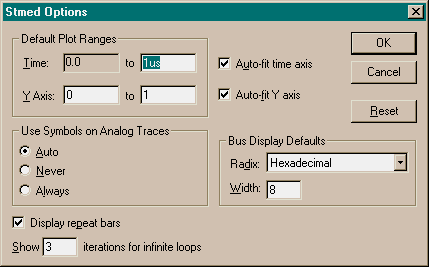 Stmed Options
Default Plot Ranges
Time: 0.0 to 1us
Y Axis: 0 to 1
Auto-fit time axis
Auto-fit Y axis
OK
Cancel
Reset
Use Symbols on Analog Traces
Auto
Never
Always
Bus Display Defaults
Radix: Hexadecimal
Width: 8
Display repeat bars
Show 3 iterations for infinite loops